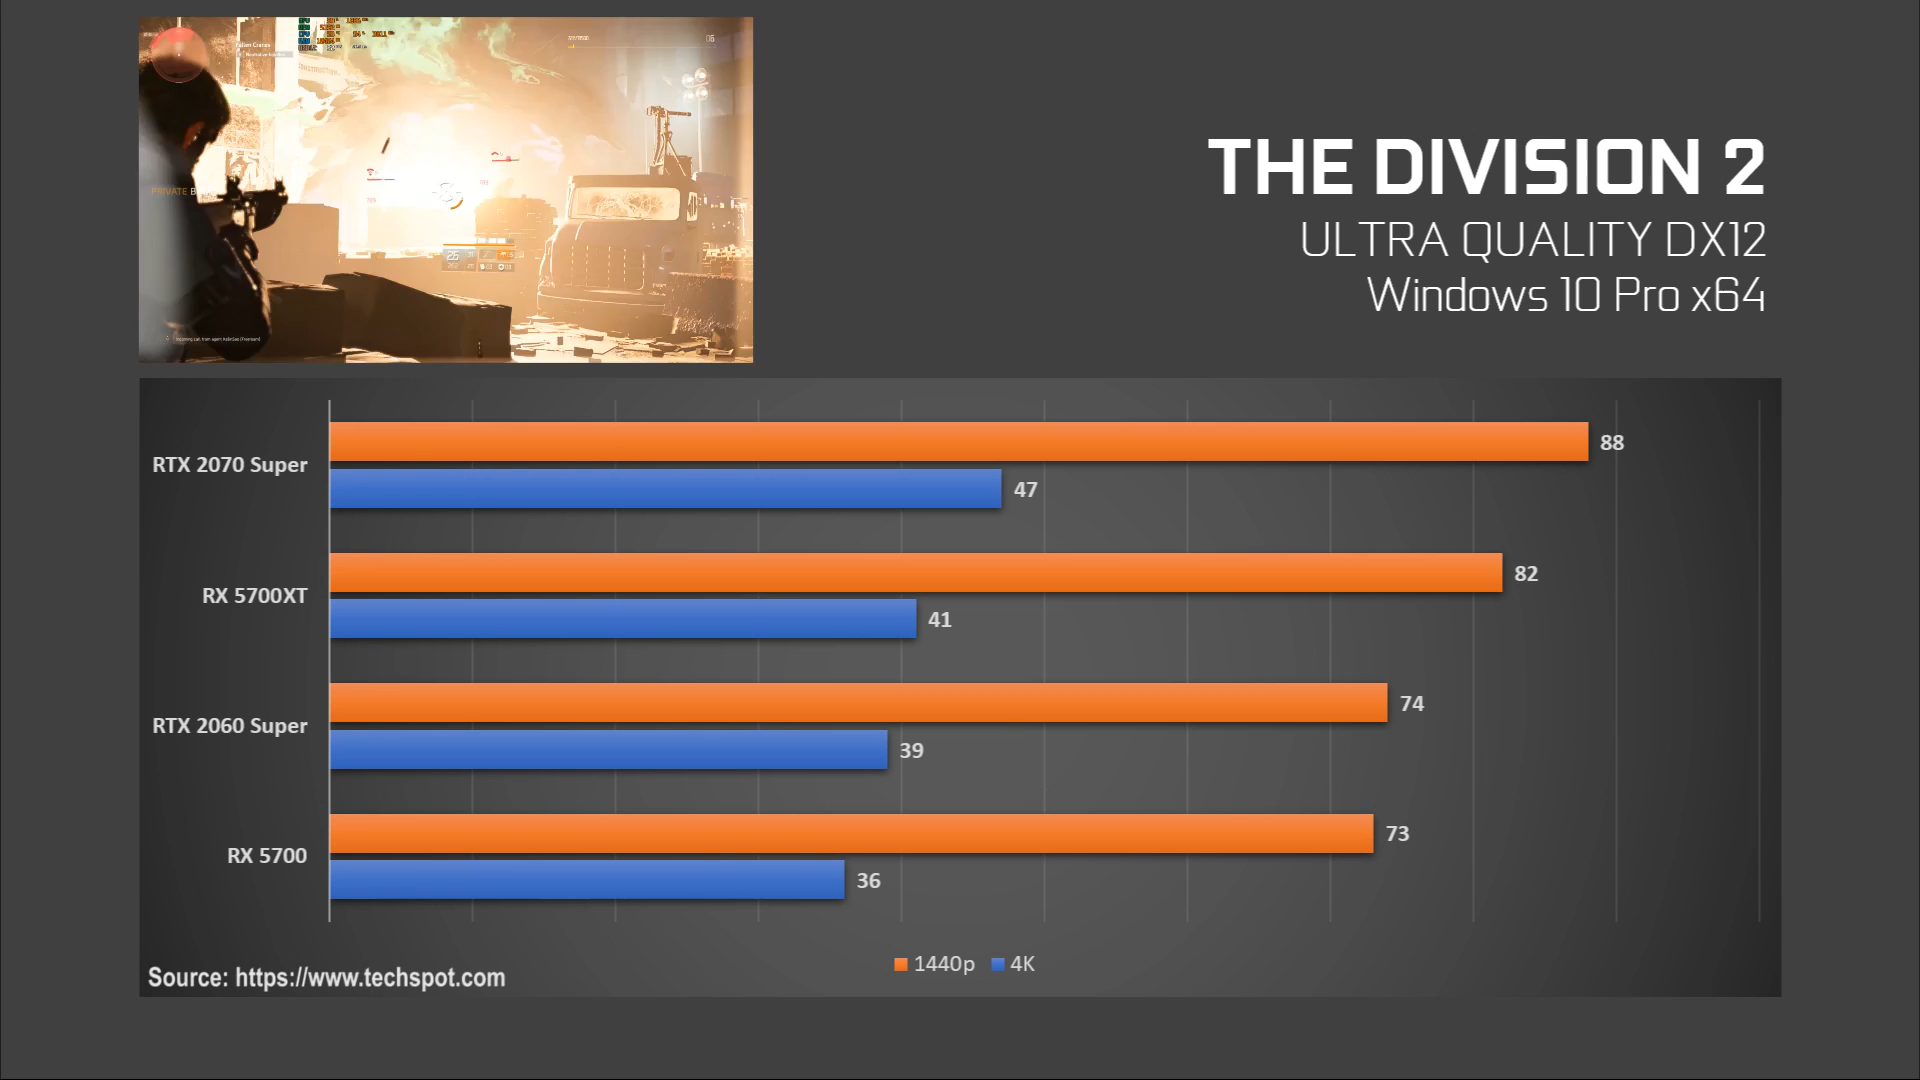 THE DIVISION 2
ULTRA QUALITY DX12
Windows 10 Pro x64
PRIVATE
RTX 2070 Super
88
47
RX 5700XT
82
41
RTX 2060 Super
74
39
RX 5700
73
36
1440p 4K
Source: https://www.techspot.com